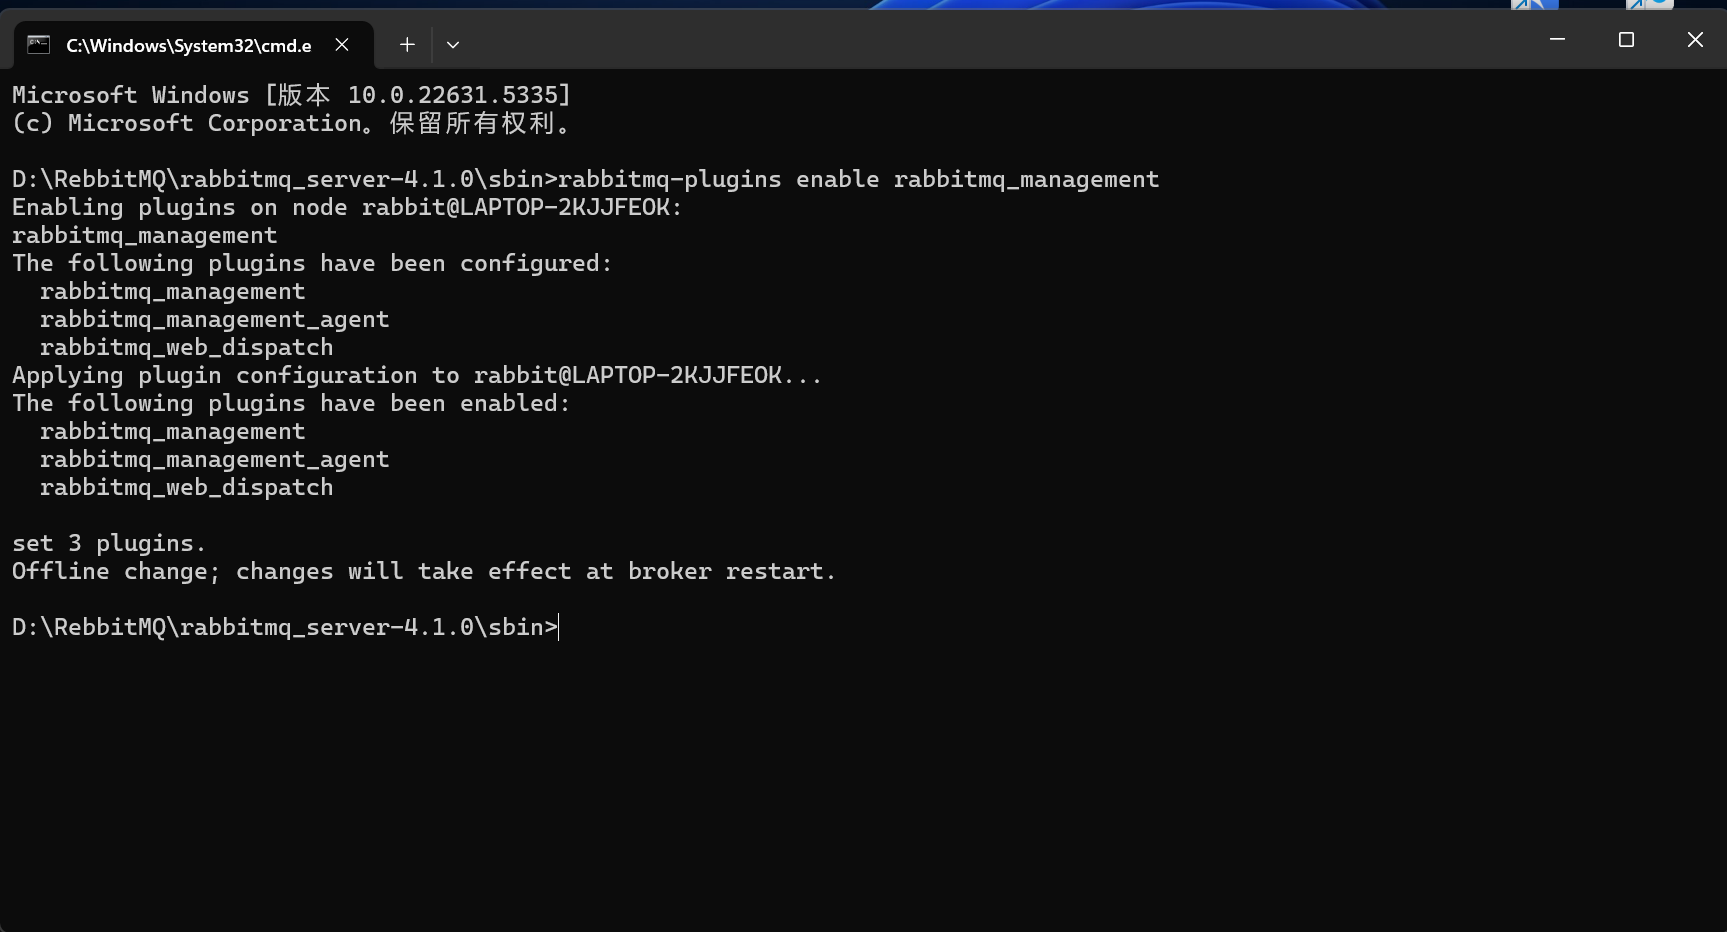 C:\Windows\System32\cmd.e
Microsoft Windows [版本 10.0.22631.5335]
(c) Microsoft Corporation。保留所有权利。
D:\RebbitMQ\rabbitmq_server-4.1.0\sbin>rabbitmq-plugins enable rabbitmq_management
Enabling plugins on node rabbit@LAPTOP-2KJJFEOK:
rabbitmq_management
The following plugins have been configured:
  rabbitmq_management
  rabbitmq_management_agent
  rabbitmq_web_dispatch
Applying plugin configuration to rabbit@LAPTOP-2KJJFEOK...
The following plugins have been enabled:
  rabbitmq_management
  rabbitmq_management_agent
  rabbitmq_web_dispatch
set 3 plugins.
Offline change; changes will take effect at broker restart.
D:\RebbitMQ\rabbitmq_server-4.1.0\sbin>